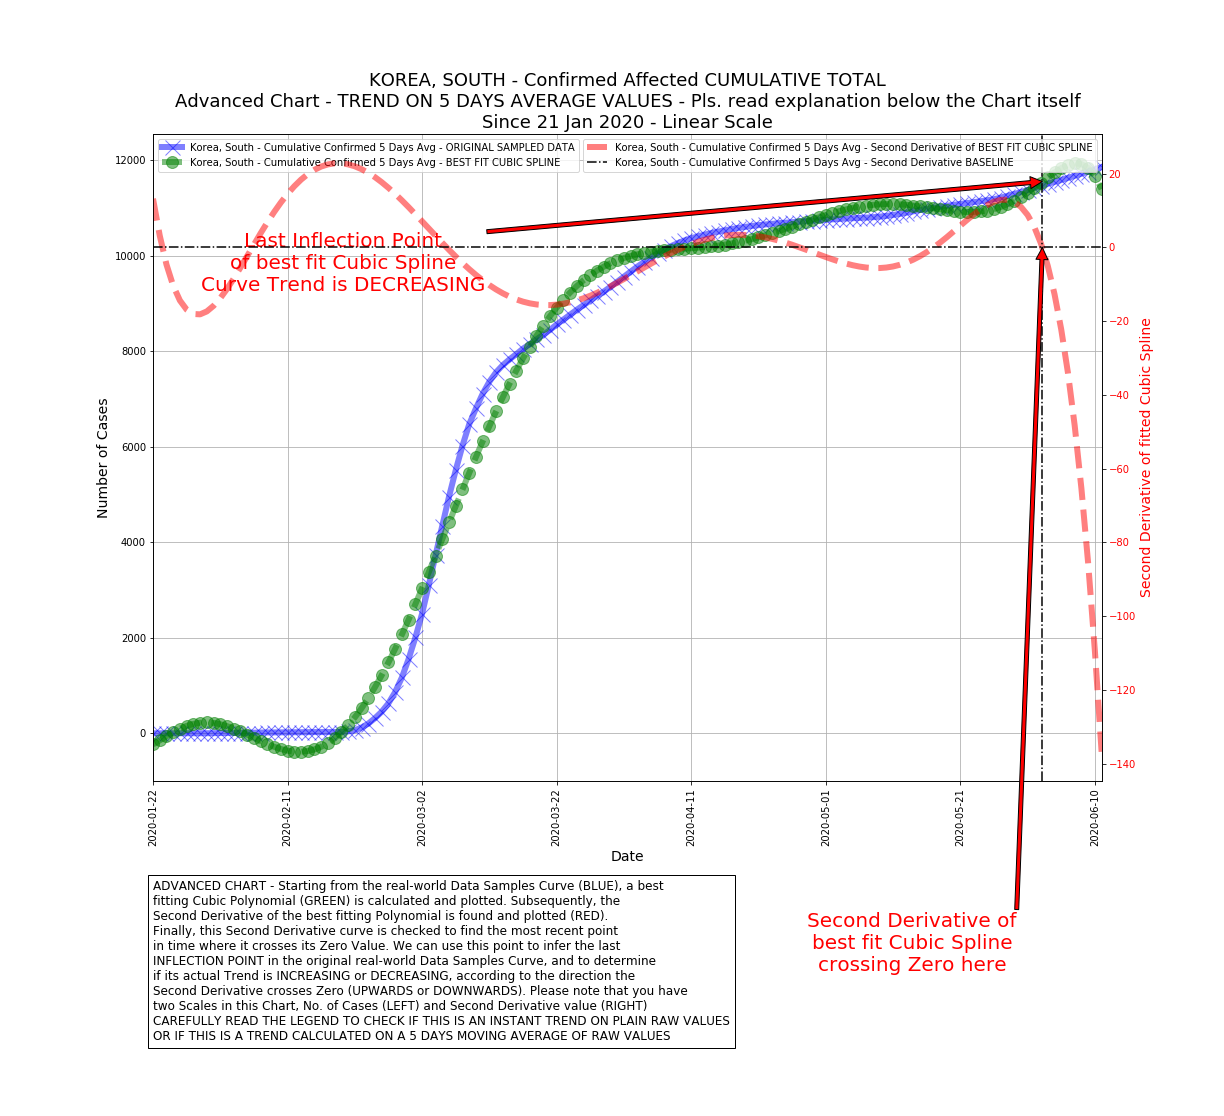 KOREA, SOUTH - Confirmed Affected CUMULATIVE TOTAL
Advanced Chart - TREND ON 5 DAYS AVERAGE VALUES - Pls. read explanation below the Chart itself
Since 21 Jan 2020 - Linear Scale
Korea, South - Cumulative Confirmed 5 Days Avg - ORIGINAL SAMPLED DATA
Korea, South - Cumulative Confirmed 5 Days Avg - BEST FIT CUBIC SPLINE
Korea, South - Cumulative Confirmed 5 Days Avg - Second Derivative of BEST FIT CUBIC SPLINE
Korea, South - Cumulative Confirmed 5 Days Avg - Second Derivative BASELINE
Last Inflection Point
of best fit Cubic Spline
Curve Trend is DECREASING
Number of Cases
12000
10000
8000
6000
4000
2000
0
20
0
−20
−40
−60
−80
−100
−120
−140
Second Derivative of fitted Cubic Spline
2020-01-22
2020-02-11
2020-03-02
2020-03-22
2020-04-11
2020-05-01
2020-05-21
2020-06-10
Date
ADVANCED CHART - Starting from the real-world Data Samples Curve (BLUE), a best
fitting Cubic Polynomial (GREEN) is calculated and plotted. Subsequently, the
Second Derivative of the best fitting Polynomial is found and plotted (RED).
Finally, this Second Derivative curve is checked to find the most recent point
in time where it crosses its Zero Value. We can use this point to infer the last
INFLECTION POINT in the original real-world Data Samples Curve, and to determine
if its actual Trend is INCREASING or DECREASING, according to the direction the
Second Derivative crosses Zero (UPWARDS or DOWNWARDS). Please note that you have
two Scales in this Chart, No. of Cases (LEFT) and Second Derivative value (RIGHT)
CAREFULLY READ THE LEGEND TO CHECK IF THIS IS AN INSTANT TREND ON PLAIN RAW VALUES
OR IF THIS IS A TREND CALCULATED ON A 5 DAYS MOVING AVERAGE OF RAW VALUES
Second Derivative of
best fit Cubic Spline
crossing Zero here